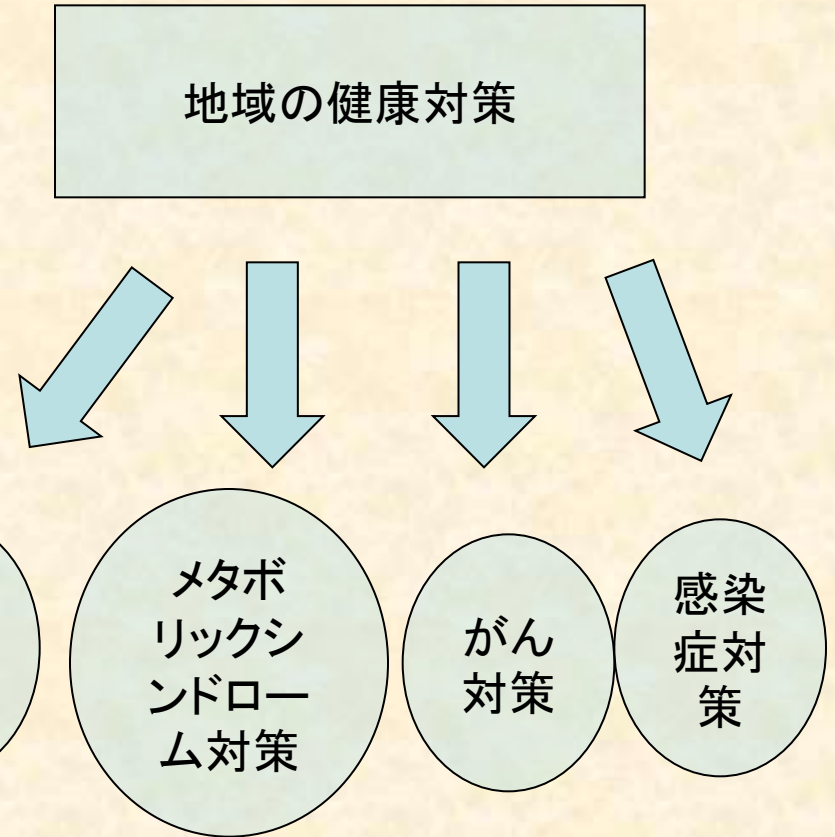 地域の健康対策
メタボ
リックシ
ンドロー
ム対策
がん
対策
感染
症対
策